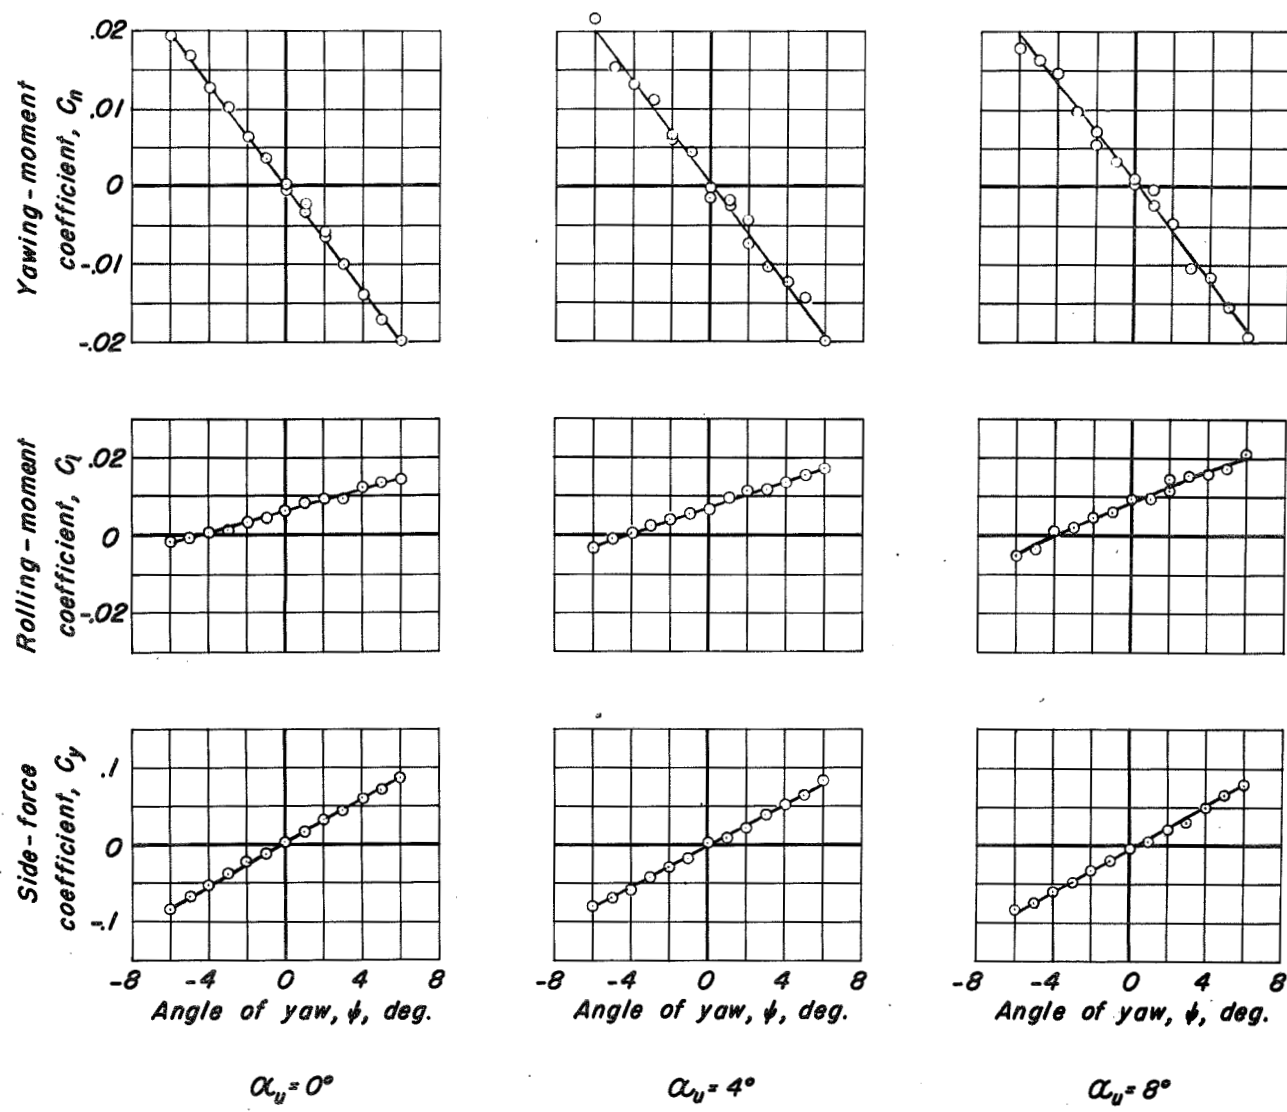 Yawing-moment
coefficient, Cn
.02
.01
0
-.01
-.02
Rolling-moment
coefficient, Cl
.02
0
-.02
Side-force
coefficient, Cy
.1
0
-.1
-8 -4 0 4 8
-8 -4 0 4 8
-8 -4 0 4 8
Angle of yaw, ψ, deg.
Angle of yaw, ψ, deg.
Angle of yaw, ψ, deg.
αu = 0°
αu = 4°
αu = 8°